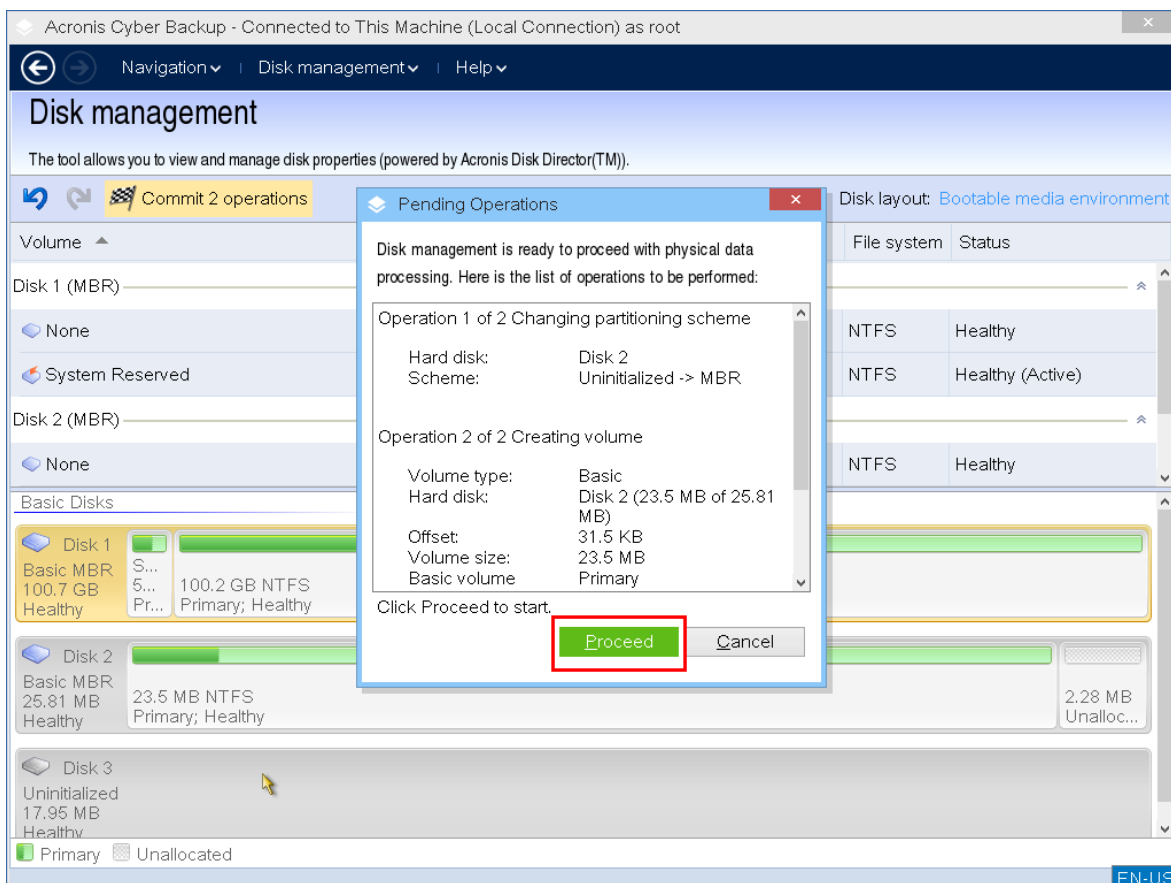 Acronis Cyber Backup - Connected to This Machine (Local Connection) as root
Navigation Disk management Help
Disk management
The tool allows you to view and manage disk properties (powered by Acronis Disk Director(TM)).
Commit 2 operations
Disk layout: Bootable media environment
Volume File system Status
Disk 1 (MBR)
None NTFS Healthy
System Reserved NTFS Healthy (Active)
Disk 2 (MBR)
None NTFS Healthy
Pending Operations
Disk management is ready to proceed with physical data
processing. Here is the list of operations to be performed:
Operation 1 of 2 Changing partitioning scheme
Hard disk: Disk 2
Scheme: Uninitialized -> MBR
Operation 2 of 2 Creating volume
Volume type: Basic
Hard disk: Disk 2 (23.5 MB of 25.81
MB)
Offset: 31.5 KB
Volume size: 23.5 MB
Basic volume Primary
Click Proceed to start.
Proceed Cancel
Basic Disks
Disk 1
Basic MBR
100.7 GB
Healthy
S...
5...
Pr...
100.2 GB NTFS
Primary; Healthy
Disk 2
Basic MBR
25.81 MB
Healthy
23.5 MB NTFS
Primary; Healthy
2.28 MB
Unalloc...
Disk 3
Uninitialized
17.95 MB
Healthy
Primary Unallocated
EN-US